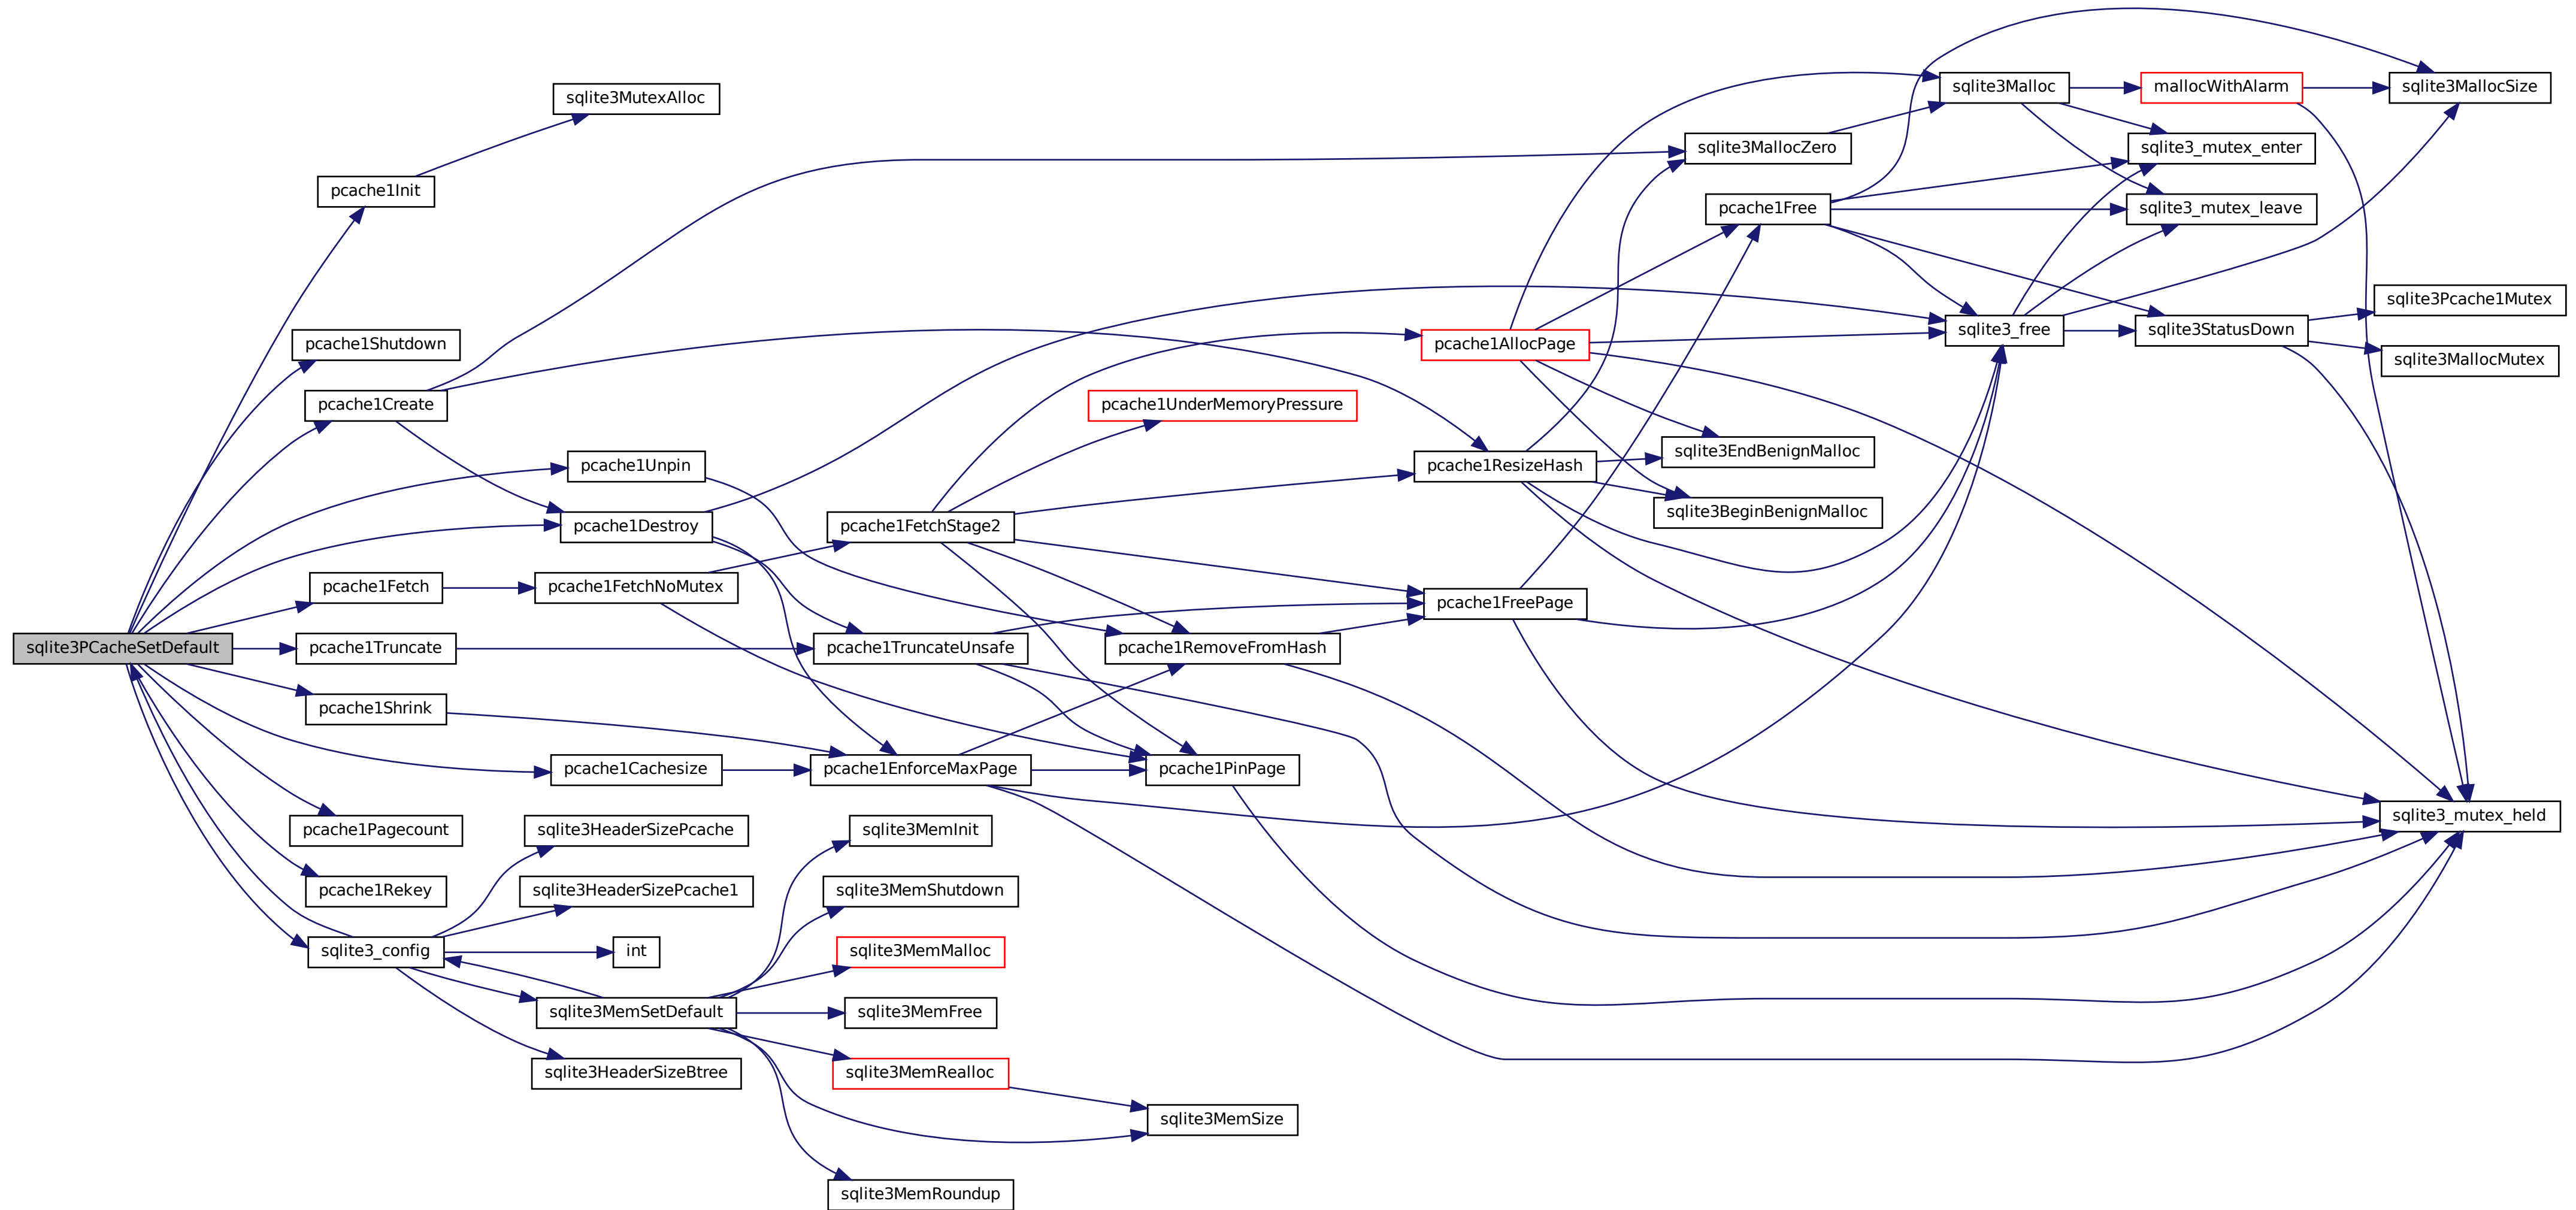 sqlite3PCacheSetDefault
pcache1Init
sqlite3MutexAlloc
pcache1Shutdown
pcache1Create
pcache1Unpin
pcache1Destroy
pcache1Fetch
pcache1FetchNoMutex
pcache1Truncate
pcache1Shrink
pcache1Cachesize
pcache1Pagecount
pcache1Rekey
sqlite3_config
sqlite3HeaderSizePcache
sqlite3HeaderSizePcache1
int
sqlite3MemSetDefault
sqlite3HeaderSizeBtree
pcache1FetchStage2
pcache1TruncateUnsafe
pcache1EnforceMaxPage
sqlite3MemInit
sqlite3MemShutdown
sqlite3MemMalloc
sqlite3MemFree
sqlite3MemRealloc
sqlite3MemRoundup
pcache1UnderMemoryPressure
pcache1RemoveFromHash
pcache1PinPage
sqlite3MemSize
pcache1AllocPage
pcache1ResizeHash
pcache1FreePage
sqlite3MallocZero
pcache1Free
sqlite3EndBenignMalloc
sqlite3BeginBenignMalloc
sqlite3Malloc
sqlite3_free
mallocWithAlarm
sqlite3_mutex_enter
sqlite3_mutex_leave
sqlite3StatusDown
sqlite3MallocSize
sqlite3Pcache1Mutex
sqlite3MallocMutex
sqlite3_mutex_held